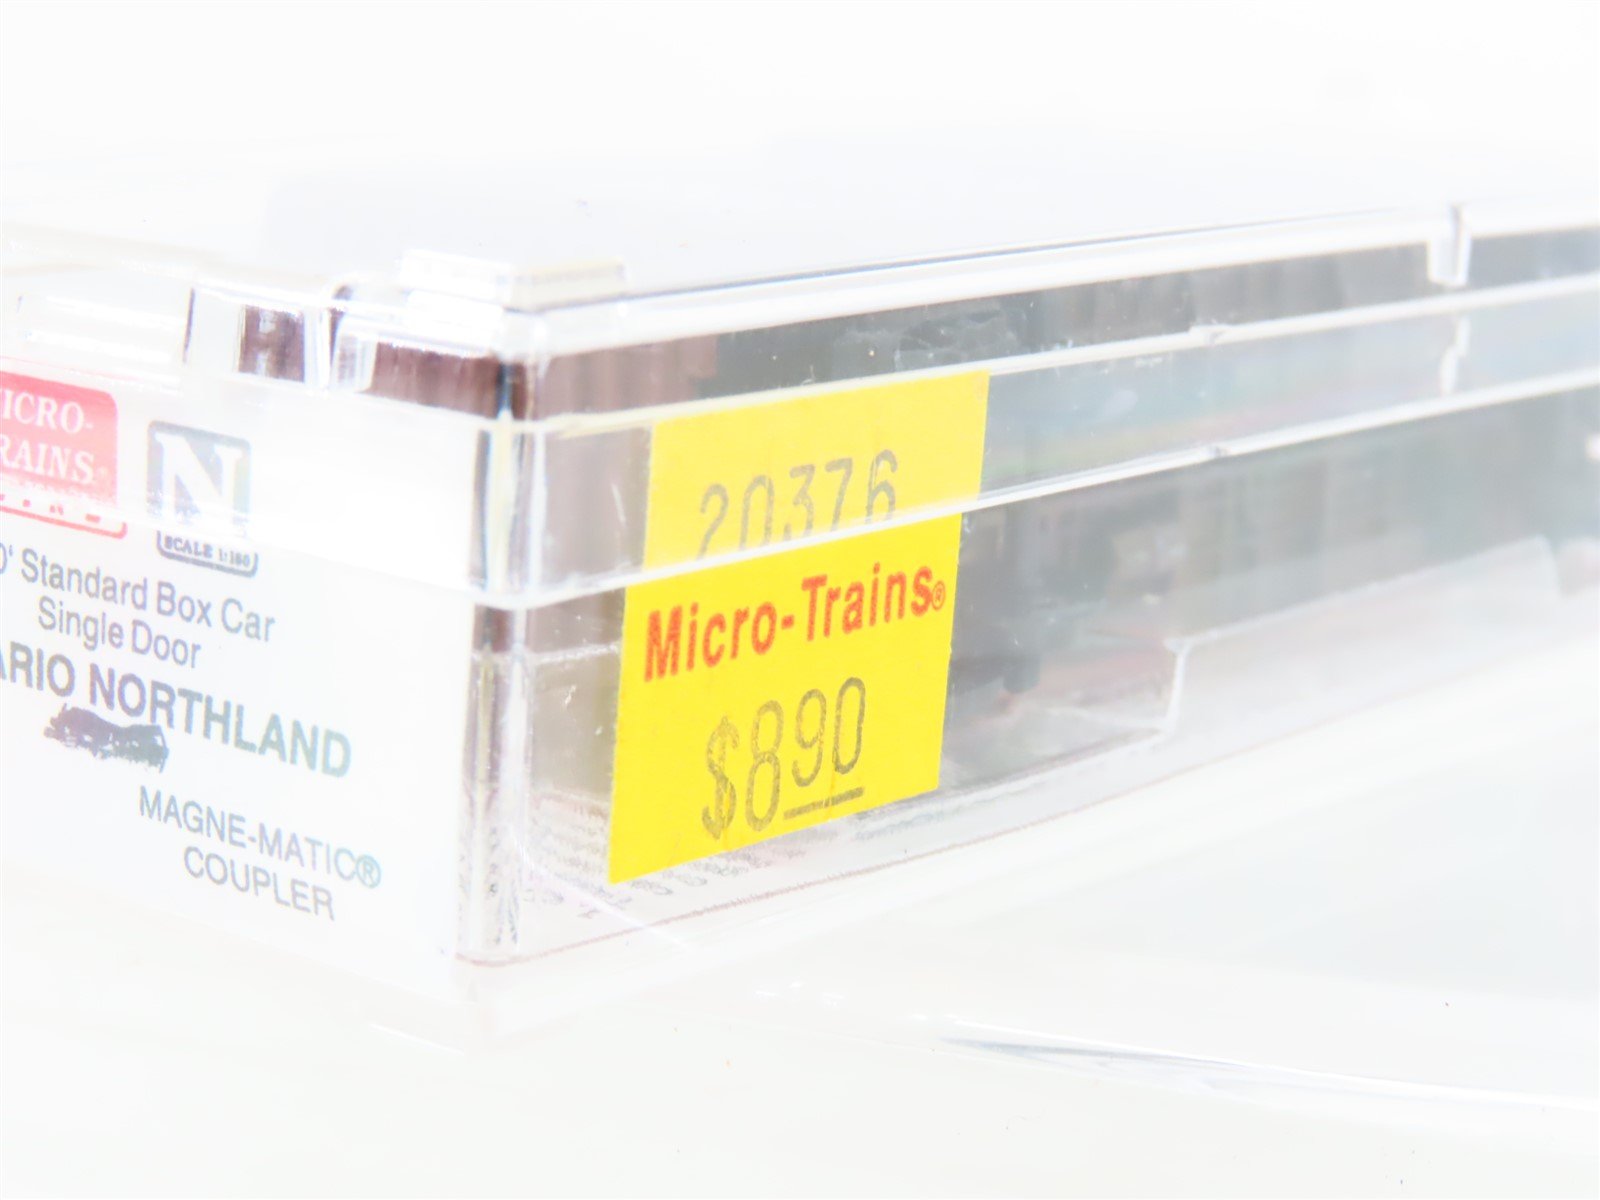 MICRO-
TRAINS®
N
SCALE 1:160
0' Standard Box Car
Single Door
ARIO NORTHLAND
MAGNE-MATIC®
COUPLER
20376
Micro-Trains®
$8.90